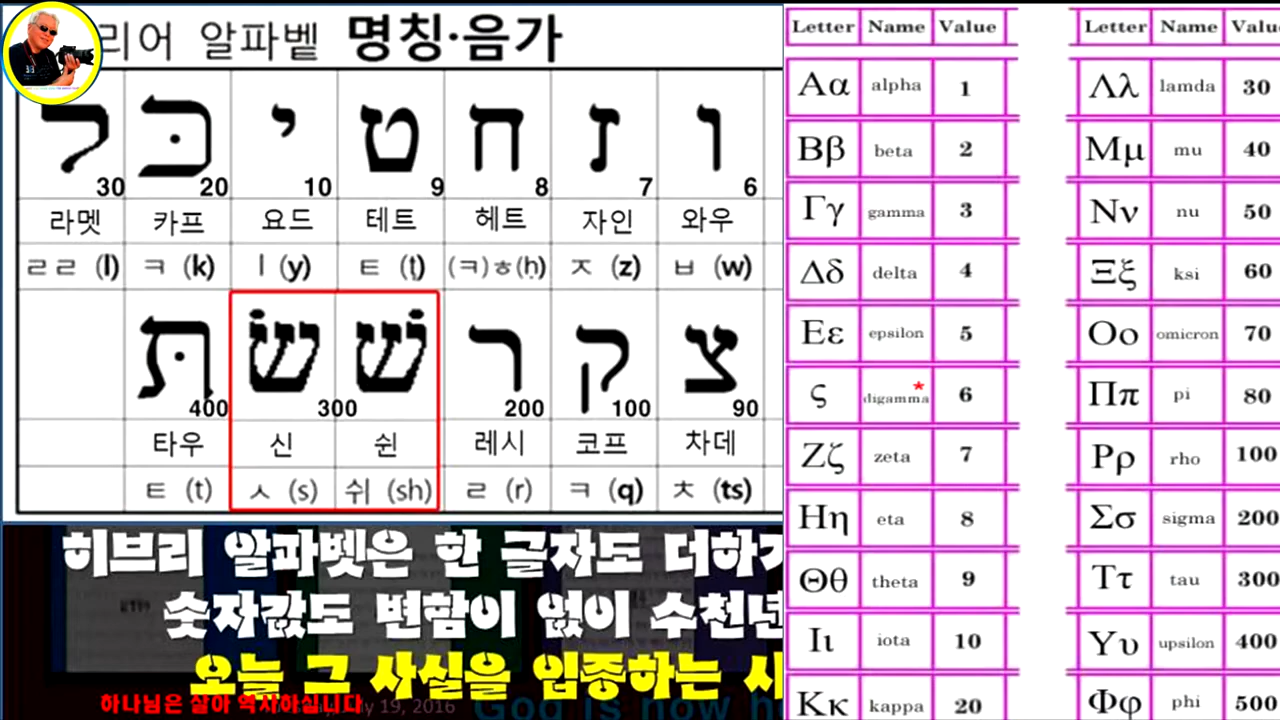 리어 알파벹 명칭·음가
ל כּ י ט ח ז ו
30 20 10 9 8 7 6
라멧 카프 요드 테트 헤트 자인 와우
ㄹㄹ (l) ㅋ (k) ㅣ(y) ㅌ (ṭ) (ㅋ)ㅎ(ḥ) ㅈ (z) ㅂ (w)
תּ שׂ שׁ ר ק צ
400 300 200 100 90
타우 신 쉰 레시 코프 차데
ㅌ (t) ㅅ (s) 쉬 (sh) ㄹ (r) ㅋ (q) ㅊ (ts)
히브리 알파벳은 한 글자도 더하
숫자값도 변함이 없이 수천년
오늘 그 사실을 입증하는 사
하나님은 살아 역사하십니다
19, 2016
God is now
Letter Name Value
Αα alpha 1
Ββ beta 2
Γγ gamma 3
Δδ delta 4
Εε epsilon 5
ς digamma* 6
Ζζ zeta 7
Ηη eta 8
Θθ theta 9
Ιι iota 10
Κκ kappa 20
Letter Name Valu
Λλ lamda 30
Μμ mu 40
Νν nu 50
Ξξ ksi 60
Οο omicron 70
Ππ pi 80
Ρρ rho 100
Σσ sigma 200
Ττ tau 300
Υυ upsilon 400
Φφ phi 500